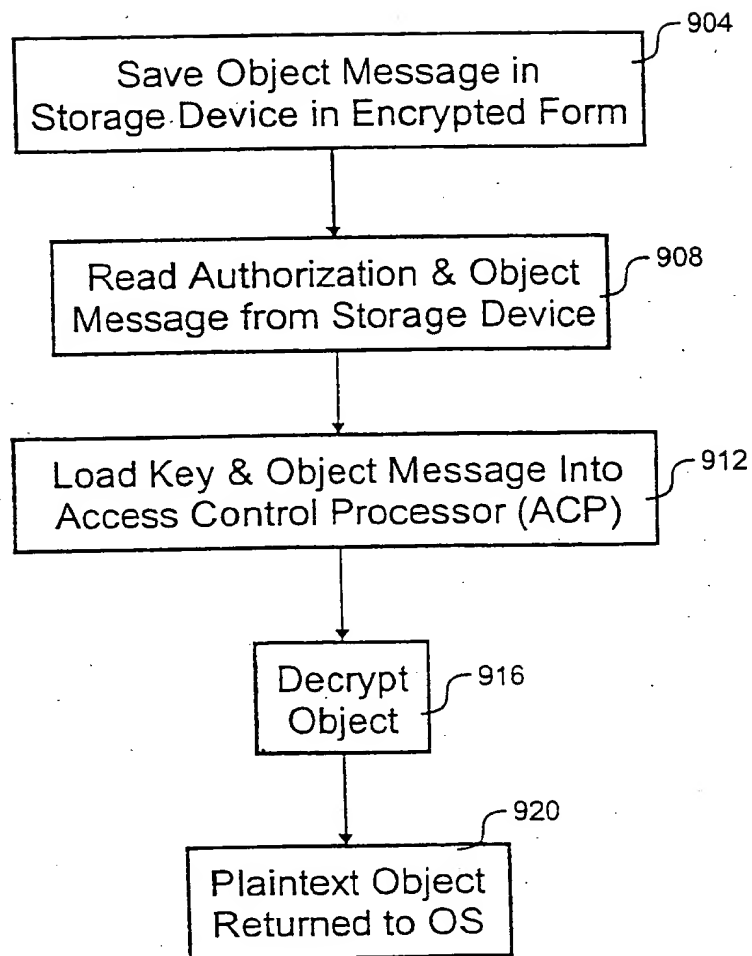 904
Save Object Message in
Storage Device in Encrypted Form
908
Read Authorization & Object
Message from Storage Device
912
Load Key & Object Message Into
Access Control Processor (ACP)
Decrypt
Object
916
920
Plaintext Object
Returned to OS